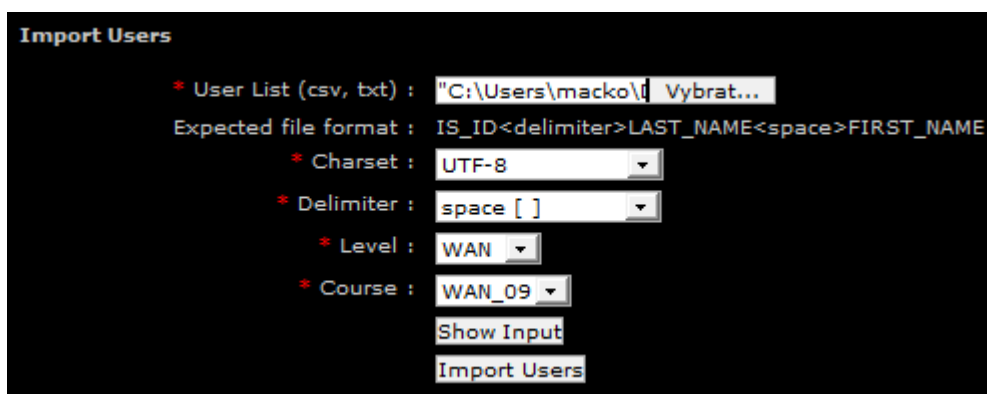 Import Users
* User List (csv, txt) : "C:\Users\macko\ Vybrat...
Expected file format : IS_ID<delimiter>LAST_NAME<space>FIRST_NAME
* Charset : UTF-8
* Delimiter : space [ ]
* Level : WAN
* Course : WAN_09
Show Input
Import Users